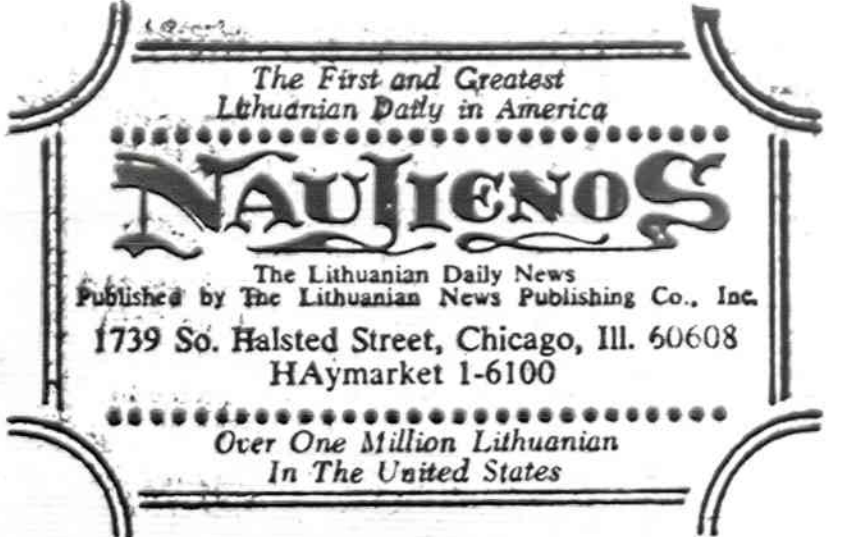 The First and Greatest
Lithuanian Daily in America
NAUJIENOS
The Lithuanian Daily News
Published by The Lithuanian News Publishing Co., Inc.
1739 So. Halsted Street, Chicago, Ill. 60608
HAymarket 1-6100
Over One Million Lithuanian
In The United States